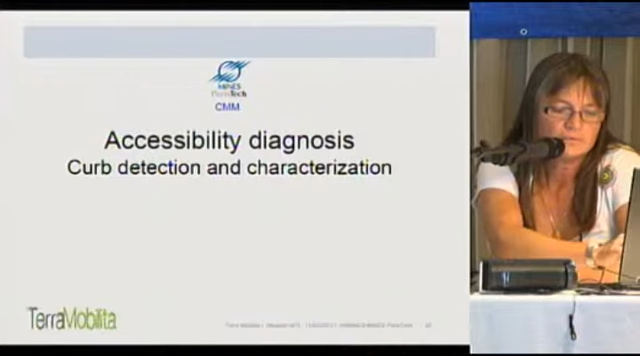 MINES
ParisTech
CMM
Accessibility diagnosis
Curb detection and characterization
TerraMobilita